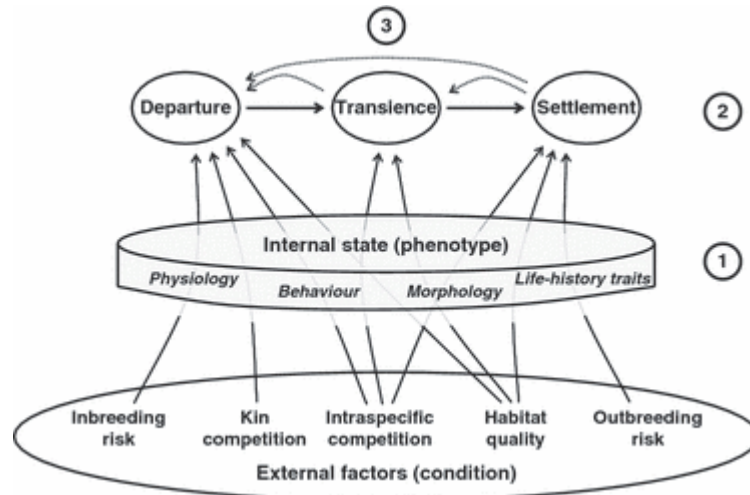 3
Departure Transience Settlement 2
Internal state (phenotype)
1
Physiology Behaviour Morphology Life-history traits
Inbreeding Kin Intraspecific Habitat Outbreeding
risk competition competition quality risk
External factors (condition)